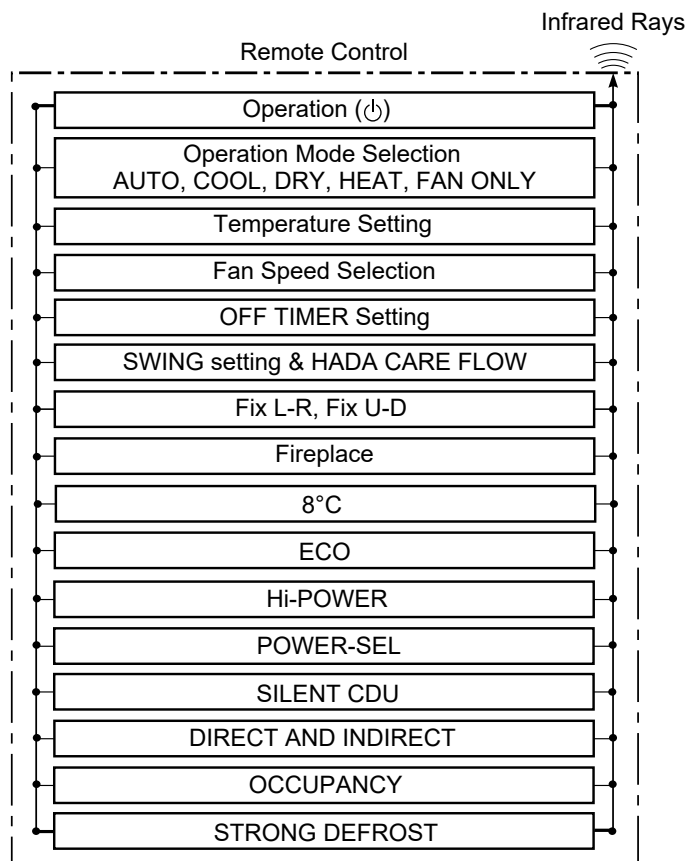 Infrared Rays
Remote Control
Operation (⏻)
Operation Mode Selection
AUTO, COOL, DRY, HEAT, FAN ONLY
Temperature Setting
Fan Speed Selection
OFF TIMER Setting
SWING setting & HADA CARE FLOW
Fix L-R, Fix U-D
Fireplace
8°C
ECO
Hi-POWER
POWER-SEL
SILENT CDU
DIRECT AND INDIRECT
OCCUPANCY
STRONG DEFROST